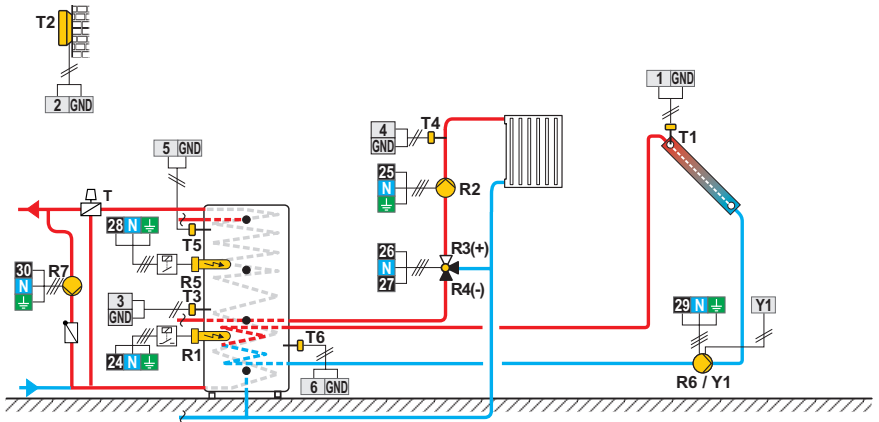 T2
2 GND
1 GND
T1
4
GND
T4
5 GND
25
N
R2
T
28 N
T5
R5
26
N
27
R3(+)
R4(-)
30
N
R7
3
GND
T3
R1
24 N
T6
6 GND
29 N
Y1
R6 / Y1